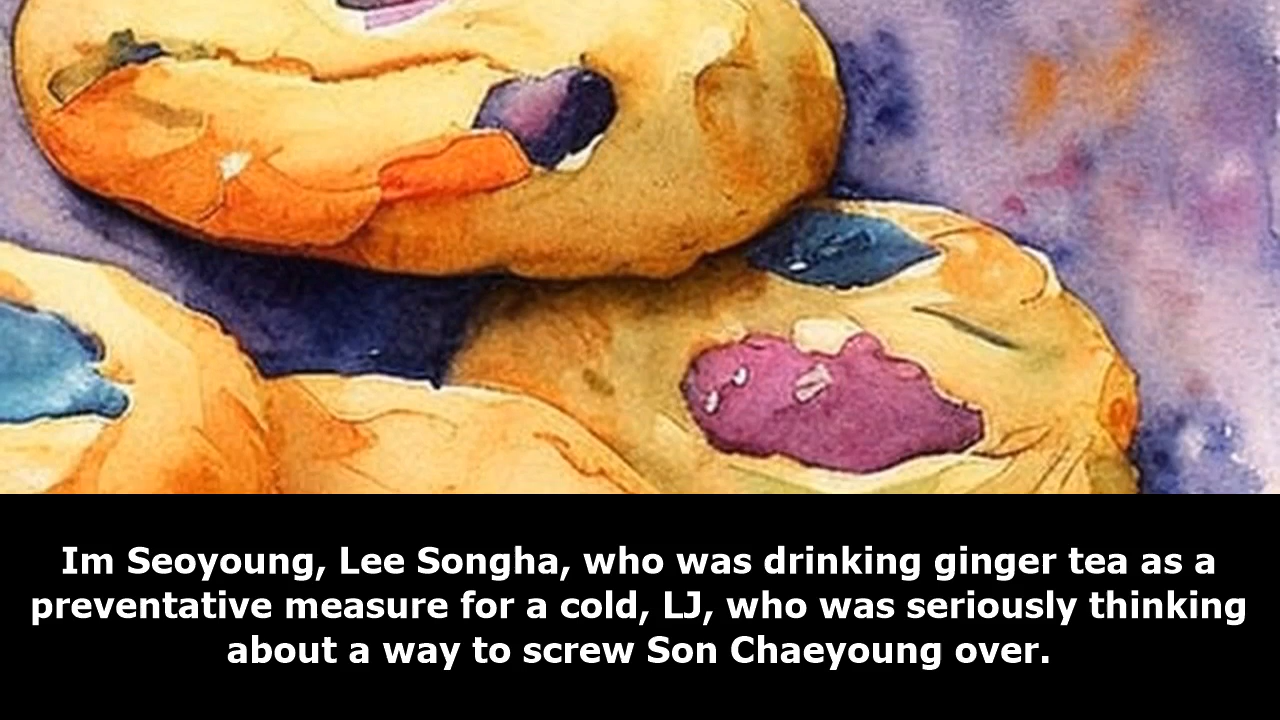 Im Seoyoung, Lee Songha, who was drinking ginger tea as a
preventative measure for a cold, LJ, who was seriously thinking
about a way to screw Son Chaeyoung over.